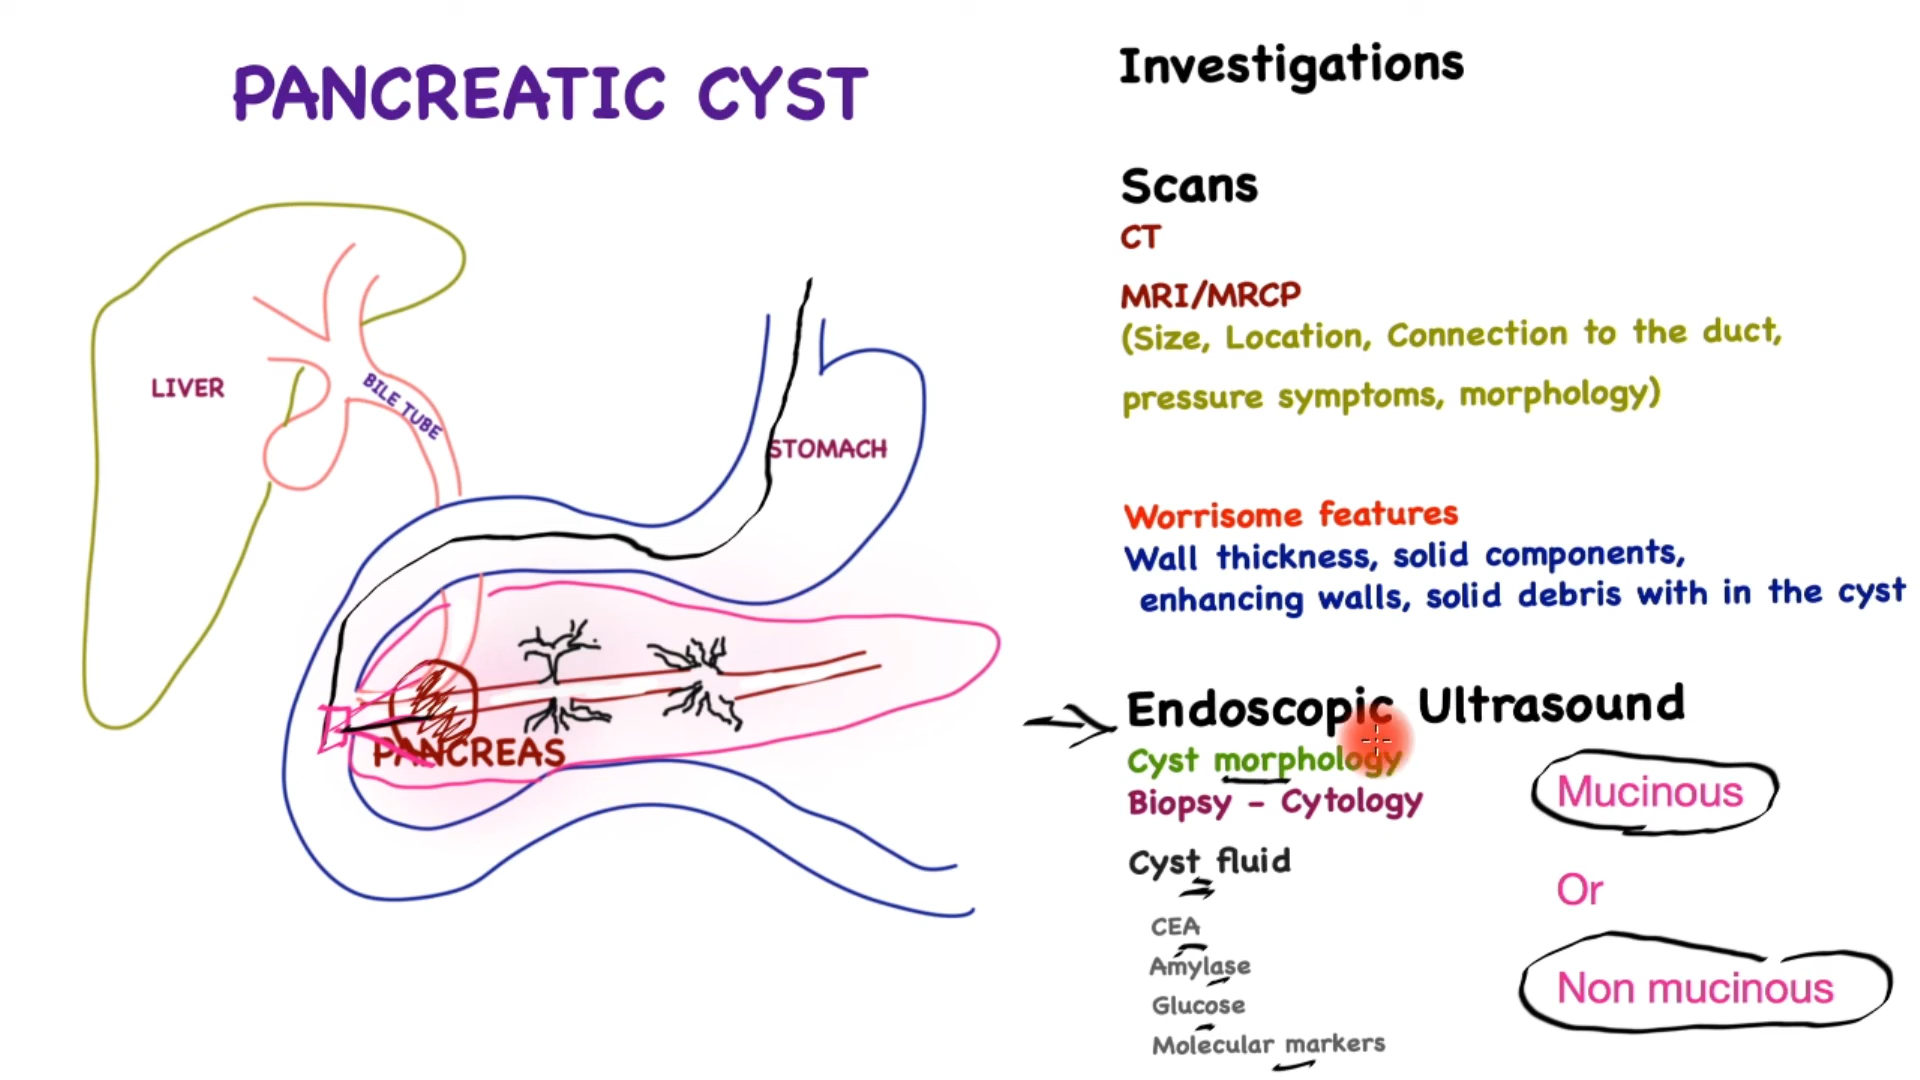 PANCREATIC CYST
LIVER
BILE TUBE
STOMACH
PANCREAS
Investigations
Scans
CT
MRI/MRCP
(Size, Location, Connection to the duct,
pressure symptoms, morphology)
Worrisome features
Wall thickness, solid components,
enhancing walls, solid debris with in the cyst
Endoscopic Ultrasound
Cyst morphology
Biopsy - Cytology
Cyst fluid
CEA
Amylase
Glucose
Molecular markers
Mucinous
Or
Non mucinous